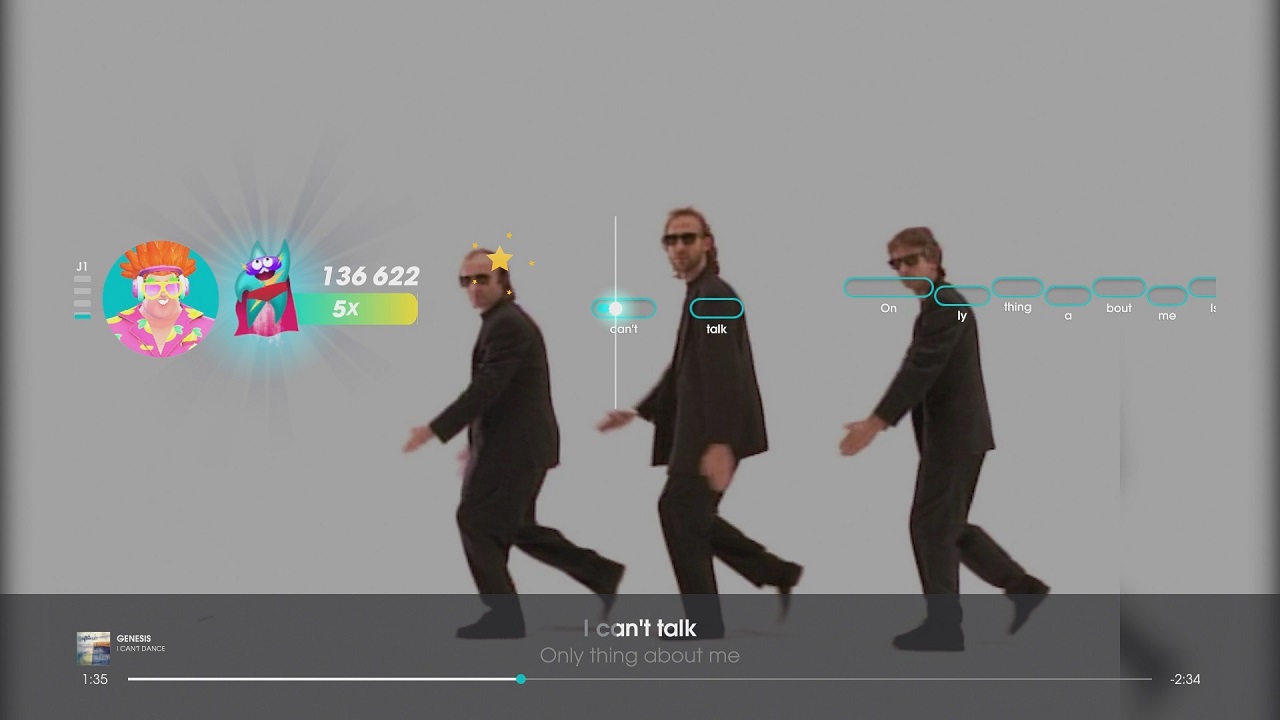 J1
136 622
5x
can't
talk
On
ly
thing
a
bout
me
I can't talk
Only thing about me
GENESIS
I CAN'T DANCE
1:35
-2:34